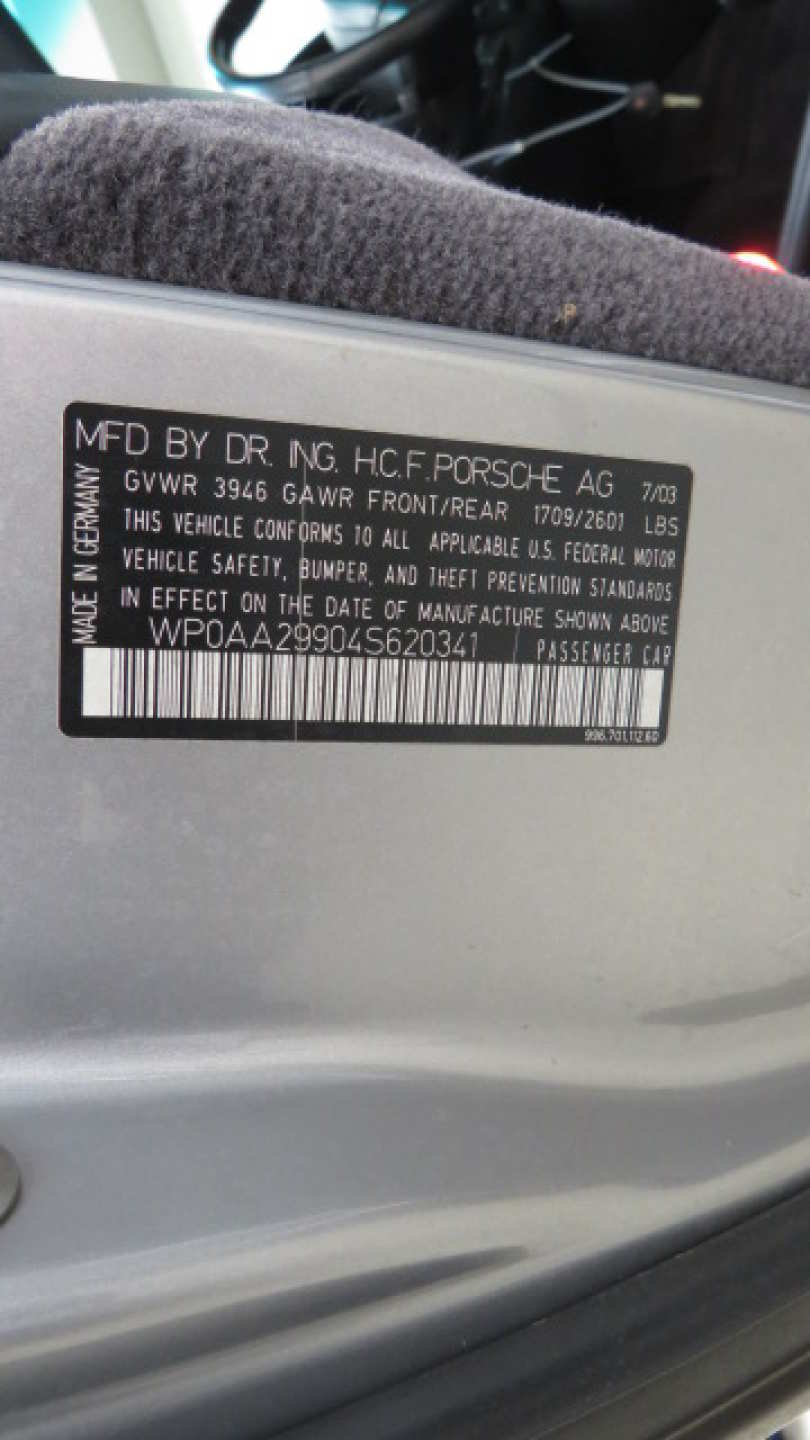 MFD BY DR. ING. H.C.F. PORSCHE AG 7/03
GVWR 3946 GAWR FRONT/REAR 1709/2601 LBS
THIS VEHICLE CONFORMS TO ALL APPLICABLE U.S. FEDERAL MOTOR
VEHICLE SAFETY, BUMPER, AND THEFT PREVENTION STANDARDS
IN EFFECT ON THE DATE OF MANUFACTURE SHOWN ABOVE
WP0AA29904S620341 PASSENGER CAR
MADE IN GERMANY
996.701.112.60